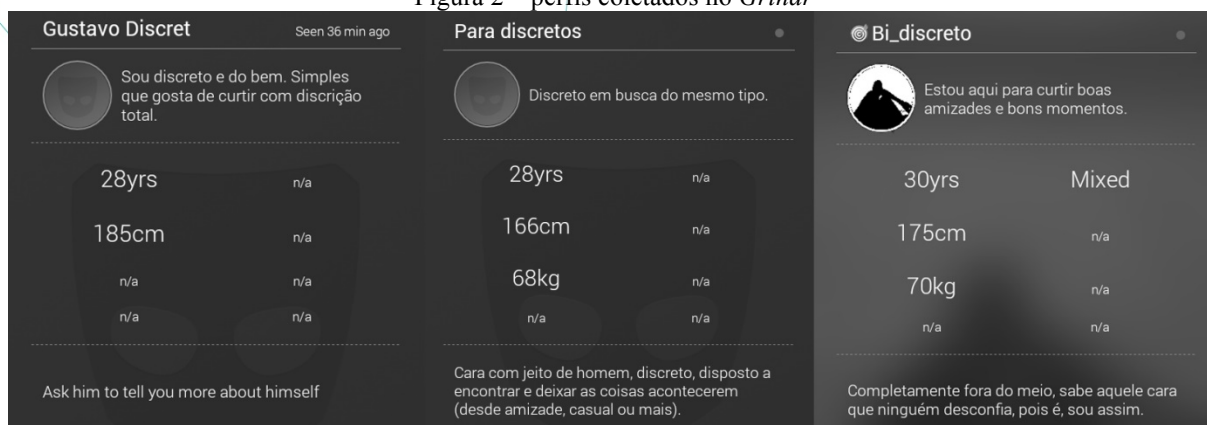 Figura 2 – perfis coletados no Grindr
Gustavo Discret
Seen 36 min ago
Sou discreto e do bem. Simples
que gosta de curtir com discrição
total.
28yrs n/a
185cm n/a
n/a n/a
n/a n/a
Ask him to tell you more about himself
Para discretos
Discreto em busca do mesmo tipo.
28yrs n/a
166cm n/a
68kg n/a
n/a n/a
Cara com jeito de homem, discreto, disposto a
encontrar e deixar as coisas acontecerem
(desde amizade, casual ou mais).
Bi_discreto
Estou aqui para curtir boas
amizades e bons momentos.
30yrs Mixed
175cm n/a
70kg n/a
n/a n/a
Completamente fora do meio, sabe aquele cara
que ninguém desconfia, pois é, sou assim.